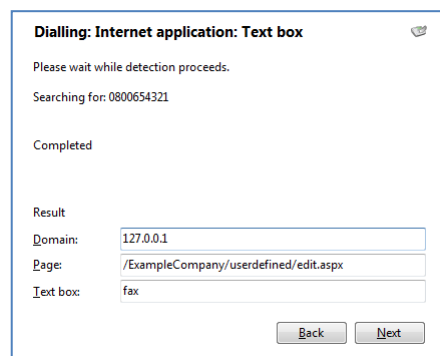 Dialling: Internet application: Text box
Please wait while detection proceeds.
Searching for: 0800654321
Completed
Result
Domain: 127.0.0.1
Page: /ExampleCompany/userdefined/edit.aspx
Text box: fax
Back Next